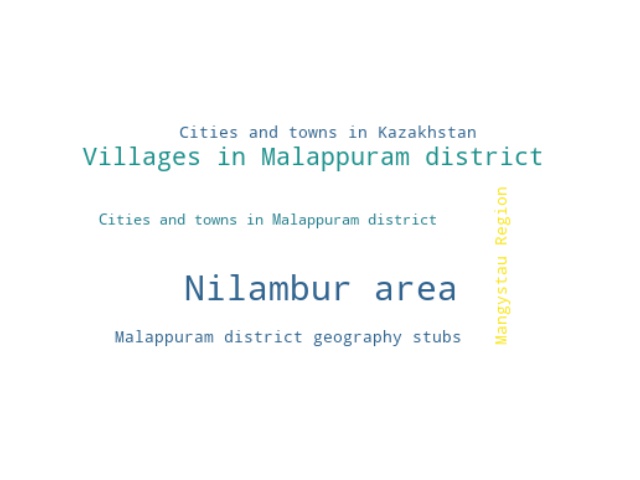 Cities and towns in Kazakhstan
Villages in Malappuram district
Cities and towns in Malappuram district
Mangystau Region
Nilambur area
Malappuram district geography stubs